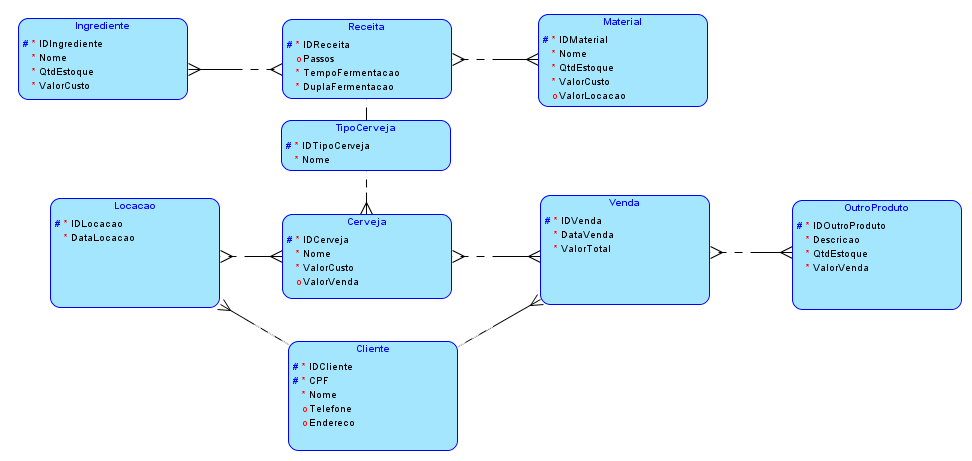 Ingrediente
# * IDIngrediente
* Nome
* QtdEstoque
* ValorCusto
Receita
# * IDReceita
o Passos
* TempoFermentacao
* DuplaFermentacao
Material
# * IDMaterial
* Nome
* QtdEstoque
* ValorCusto
o ValorLocacao
TipoCerveja
# * IDTipoCerveja
* Nome
Locacao
# * IDLocacao
* DataLocacao
Cerveja
# * IDCerveja
* Nome
* ValorCusto
o ValorVenda
Venda
# * IDVenda
* DataVenda
* ValorTotal
OutroProduto
# * IDOutroProduto
* Descricao
* QtdEstoque
* ValorVenda
Cliente
# * IDCliente
# * CPF
* Nome
o Telefone
o Endereco